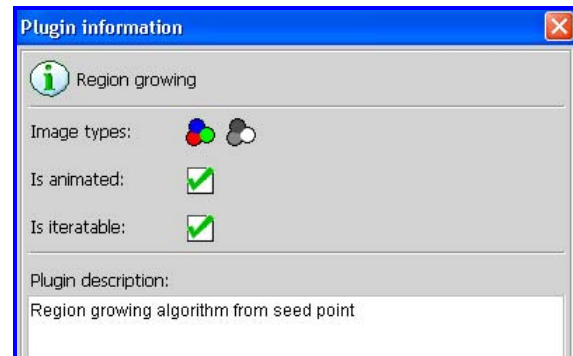 Plugin information
Region growing
Image types:
Is animated:
Is iteratable:
Plugin description:
Region growing algorithm from seed point